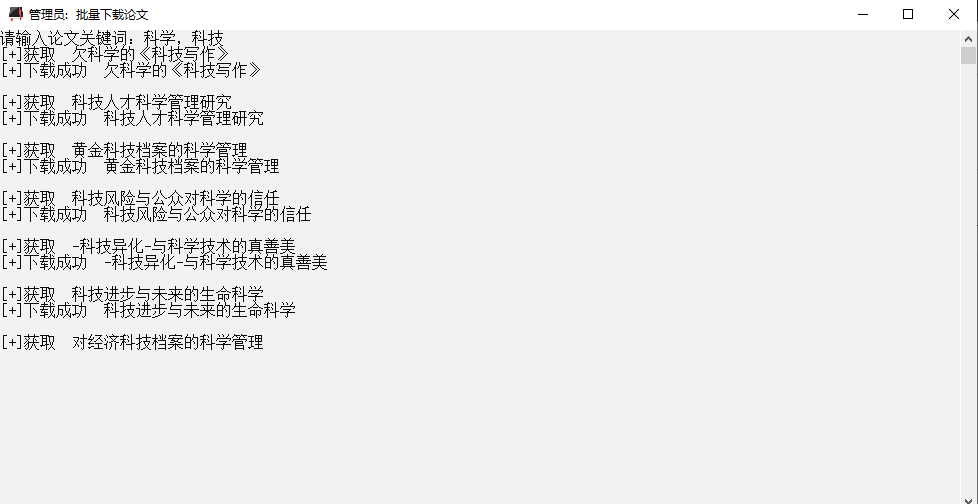 管理员: 批量下载论文
请输入论文关键词：科学，科技
[+]获取 欠科学的《科技写作》
[+]下载成功 欠科学的《科技写作》
[+]获取 科技人才科学管理研究
[+]下载成功 科技人才科学管理研究
[+]获取 黄金科技档案的科学管理
[+]下载成功 黄金科技档案的科学管理
[+]获取 科技风险与公众对科学的信任
[+]下载成功 科技风险与公众对科学的信任
[+]获取 -科技异化-与科学技术的真善美
[+]下载成功 -科技异化-与科学技术的真善美
[+]获取 科技进步与未来的生命科学
[+]下载成功 科技进步与未来的生命科学
[+]获取 对经济科技档案的科学管理